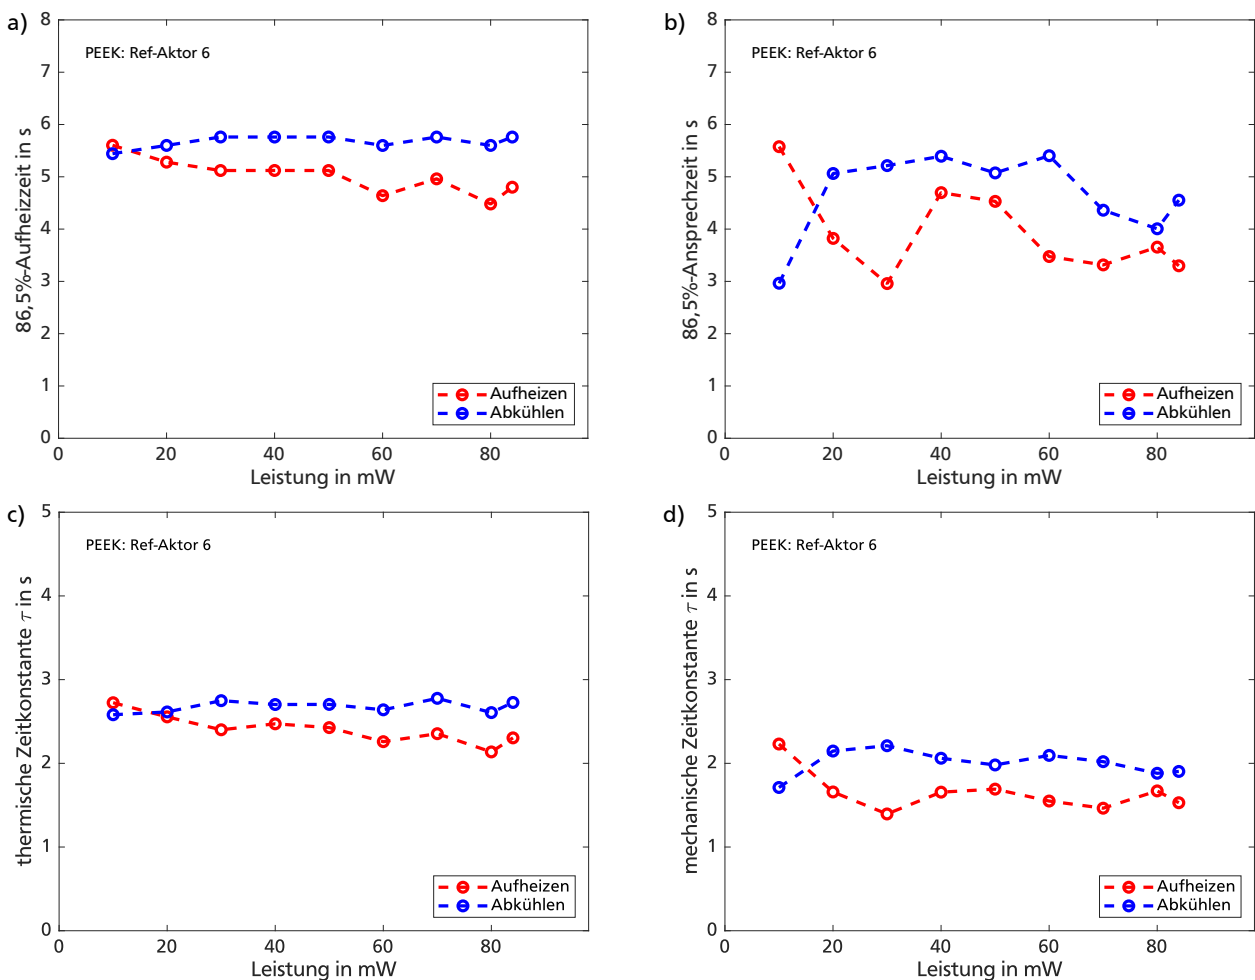 a)
PEEK: Ref-Aktor 6
86,5%-Aufheizzeit in s
8
7
6
5
4
3
2
1
0
0 20 40 60 80
Leistung in mW
Aufheizen
Abkühlen
b)
PEEK: Ref-Aktor 6
86,5%-Ansprechzeit in s
8
7
6
5
4
3
2
1
0
0 20 40 60 80
Leistung in mW
Aufheizen
Abkühlen
c)
PEEK: Ref-Aktor 6
thermische Zeitkonstante τ in s
5
4
3
2
1
0
0 20 40 60 80
Leistung in mW
Aufheizen
Abkühlen
d)
PEEK: Ref-Aktor 6
mechanische Zeitkonstante τ in s
5
4
3
2
1
0
0 20 40 60 80
Leistung in mW
Aufheizen
Abkühlen